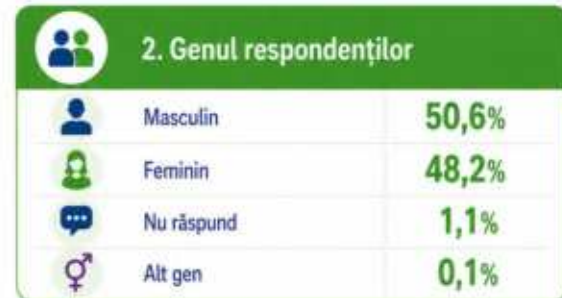 2. Genul respondenților
Masculin 50,6%
Feminin 48,2%
Nu răspund 1,1%
Alt gen 0,1%